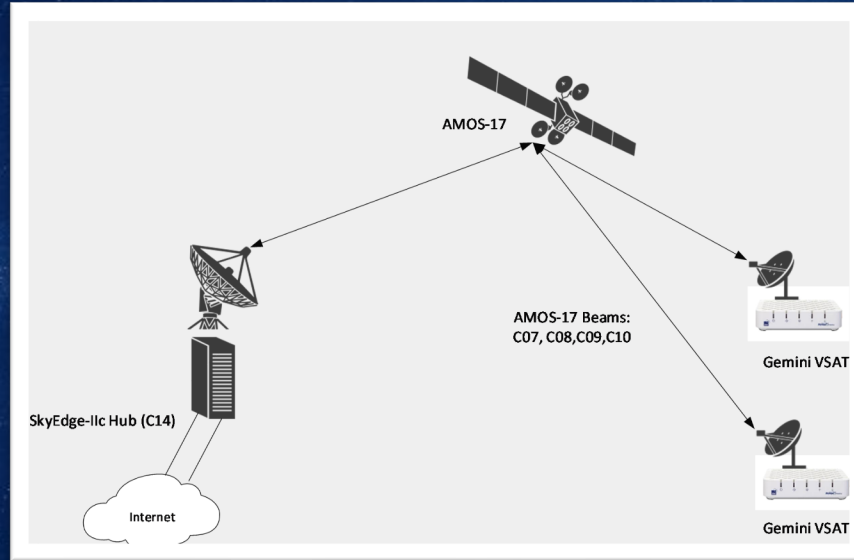 AMOS-17
AMOS-17 Beams:
C07, C08,C09,C10
Gemini VSAT
SkyEdge-IIc Hub (C14)
Internet
Gemini VSAT